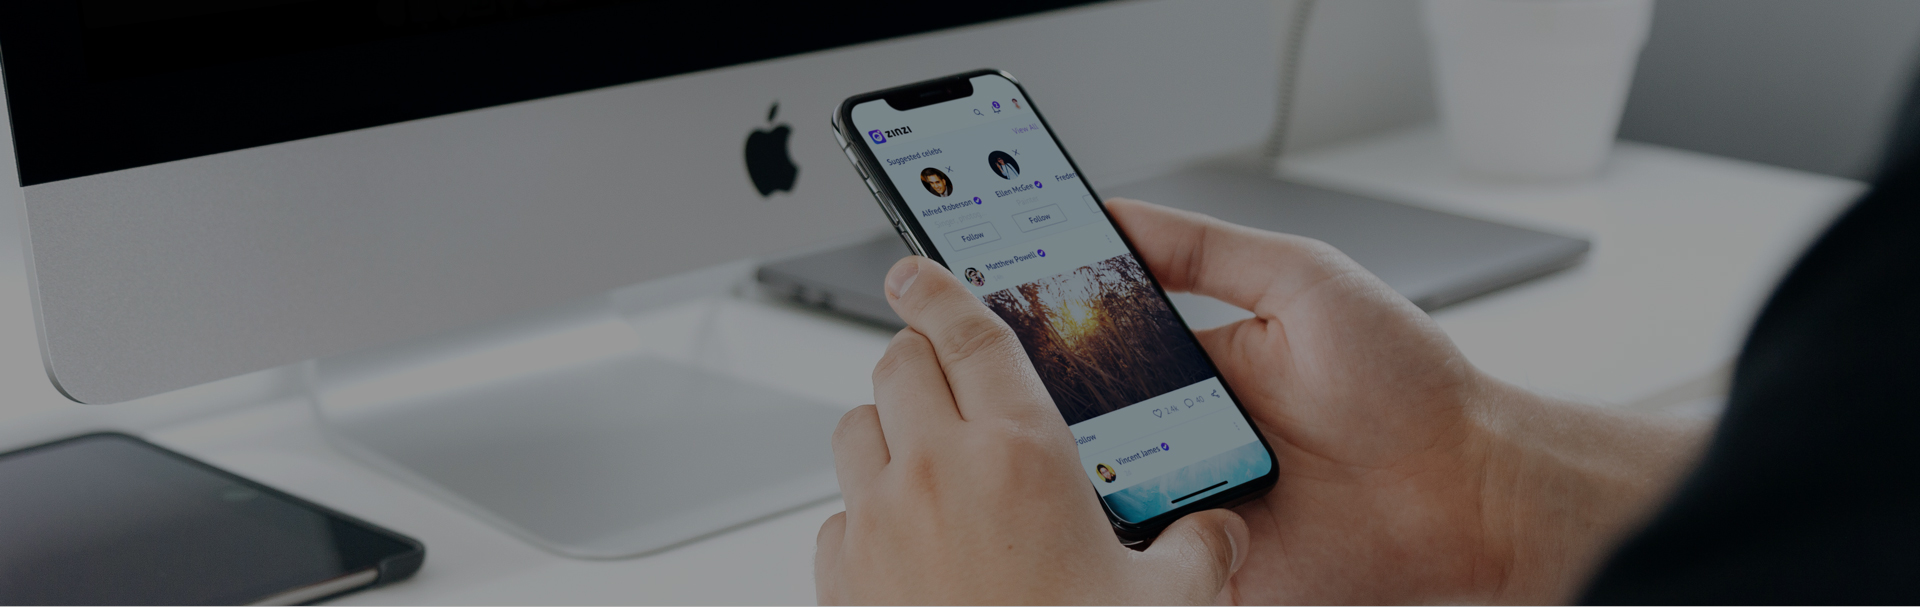 zinzi
2
View All
Suggested celebs
Alfred Roberson
Ellen McGee
Freder
Follow
Follow
Matthew Powell
2.4k
40
Follow
Vincent James